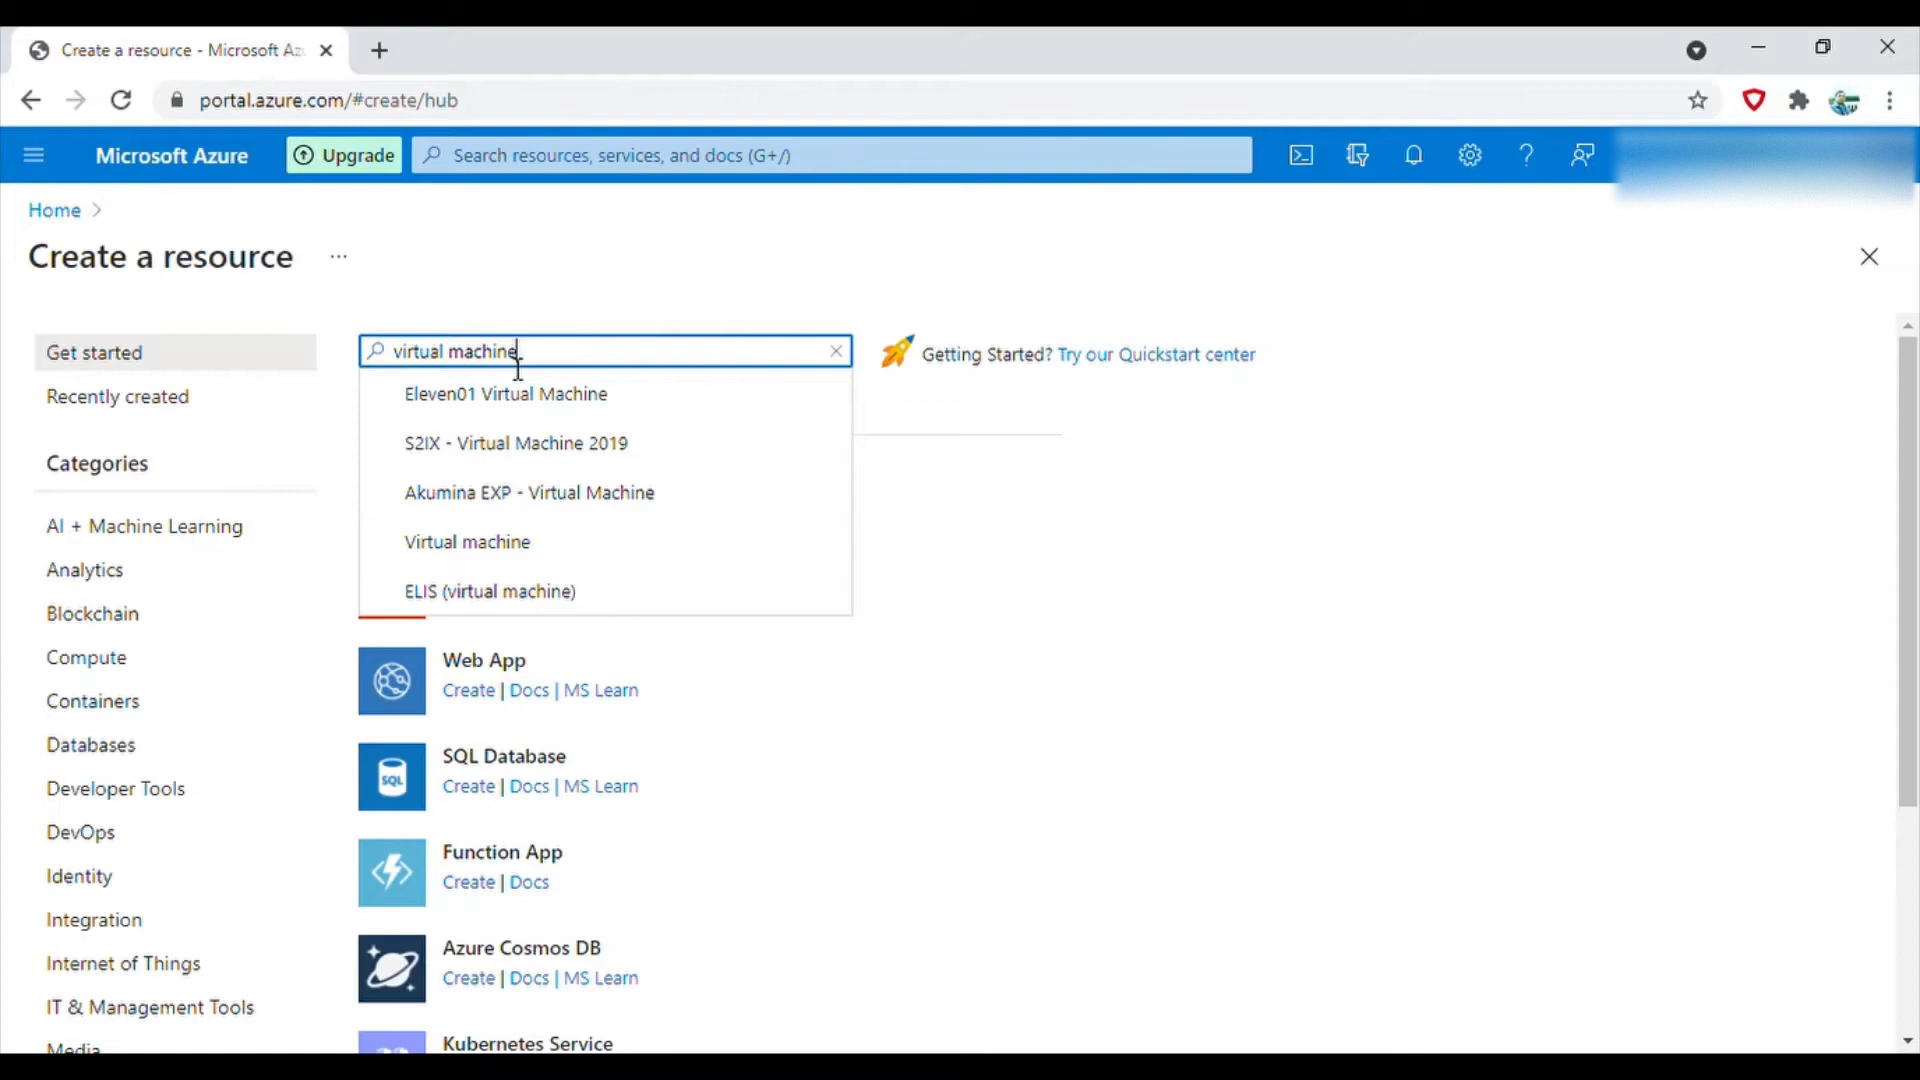 Create a resource - Microsoft Az
portal.azure.com/#create/hub
Microsoft Azure
Upgrade
Search resources, services, and docs (G+/)
Home
Create a resource
...
Get started
Recently created
Categories
AI + Machine Learning
Analytics
Blockchain
Compute
Containers
Databases
Developer Tools
DevOps
Identity
Integration
Internet of Things
IT & Management Tools
Media
virtual machine
Eleven01 Virtual Machine
S2IX - Virtual Machine 2019
Akumina EXP - Virtual Machine
Virtual machine
ELIS (virtual machine)
Getting Started? Try our Quickstart center
Web App
Create | Docs | MS Learn
SQL
SQL Database
Create | Docs | MS Learn
Function App
Create | Docs
Azure Cosmos DB
Create | Docs | MS Learn
Kubernetes Service